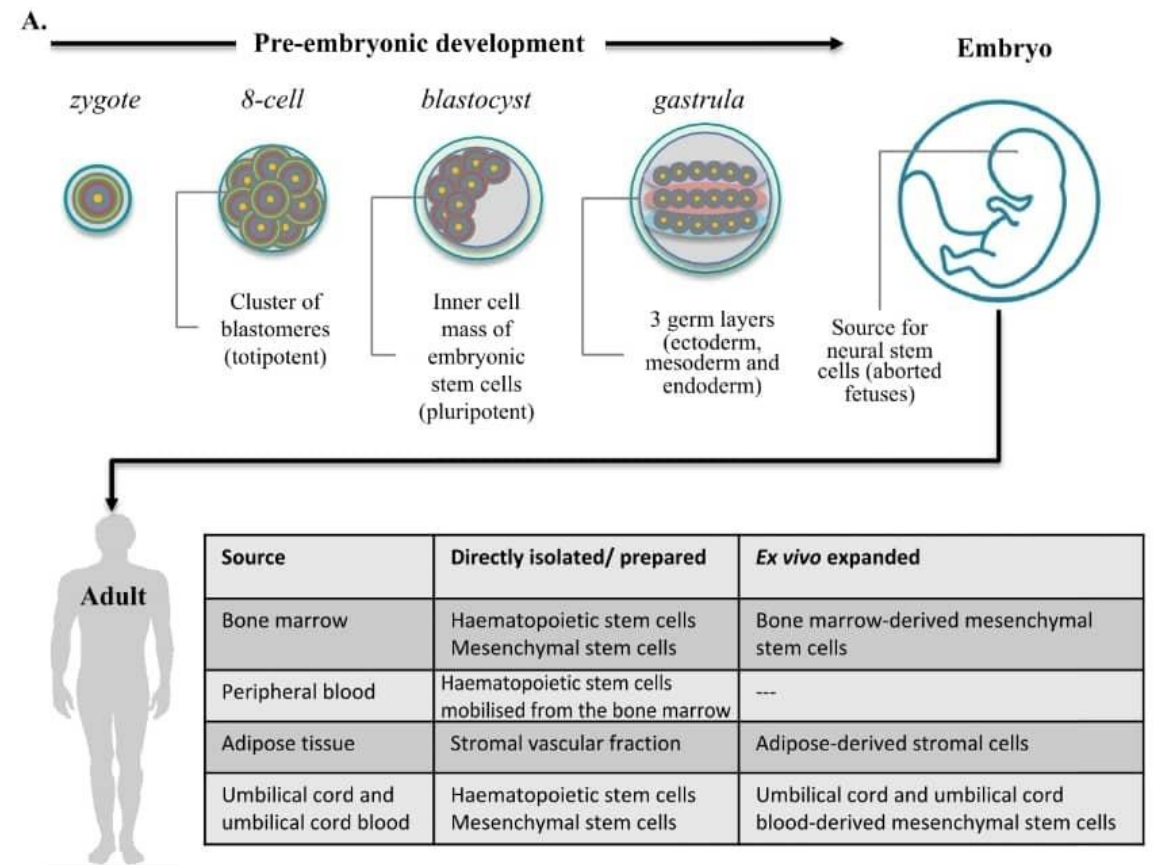 A.
Pre-embryonic development
Embryo
zygote
8-cell
blastocyst
gastrula
Cluster of
blastomeres
(totipotent)
Inner cell
mass of
embryonic
stem cells
(pluripotent)
3 germ layers
(ectoderm,
mesoderm and
endoderm)
Source for
neural stem
cells (aborted
fetuses)
Adult
Source
Directly isolated/ prepared
Ex vivo expanded
Bone marrow
Haematopoietic stem cells
Mesenchymal stem cells
Bone marrow-derived mesenchymal
stem cells
Peripheral blood
Haematopoietic stem cells
mobilised from the bone marrow
---
Adipose tissue
Stromal vascular fraction
Adipose-derived stromal cells
Umbilical cord and
umbilical cord blood
Haematopoietic stem cells
Mesenchymal stem cells
Umbilical cord and umbilical cord
blood-derived mesenchymal stem cells